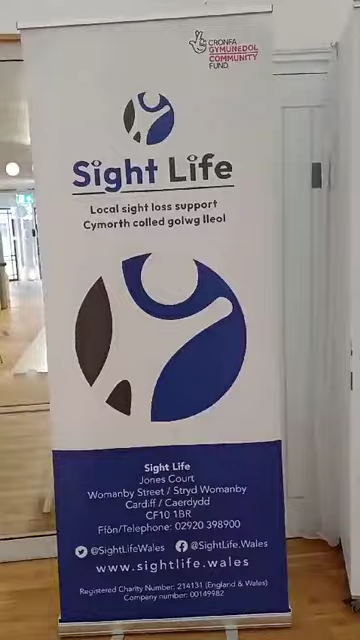 CRONFA
GYMUNEDOL
COMMUNITY
FUND
Sight Life
Local sight loss support
Cymorth colled golwg lleol
Sight Life
Jones Court
Womanby Street / Stryd Womanby
Cardiff / Caerdydd
CF10 1BR
Ffôn/Telephone: 02920 398900
@SightLifeWales @SightLife.Wales
www.sightlife.wales
Registered Charity Number: 214131 (England & Wales)
Company number: 00149982